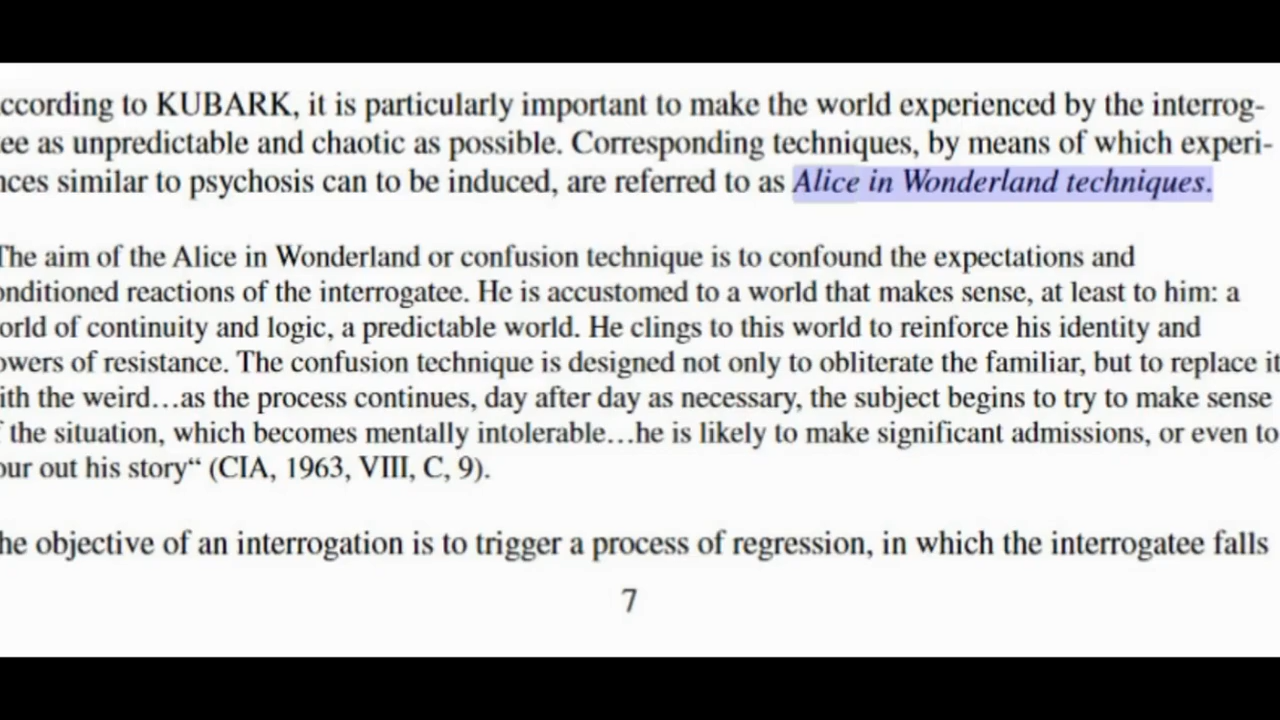 ccording to KUBARK, it is particularly important to make the world experienced by the interrog-
ee as unpredictable and chaotic as possible. Corresponding techniques, by means of which experi-
nces similar to psychosis can to be induced, are referred to as Alice in Wonderland techniques.
The aim of the Alice in Wonderland or confusion technique is to confound the expectations and
onditioned reactions of the interrogatee. He is accustomed to a world that makes sense, at least to him: a
orld of continuity and logic, a predictable world. He clings to this world to reinforce his identity and
owers of resistance. The confusion technique is designed not only to obliterate the familiar, but to replace it
ith the weird…as the process continues, day after day as necessary, the subject begins to try to make sense
f the situation, which becomes mentally intolerable…he is likely to make significant admissions, or even to
our out his story“ (CIA, 1963, VIII, C, 9).
he objective of an interrogation is to trigger a process of regression, in which the interrogatee falls
7